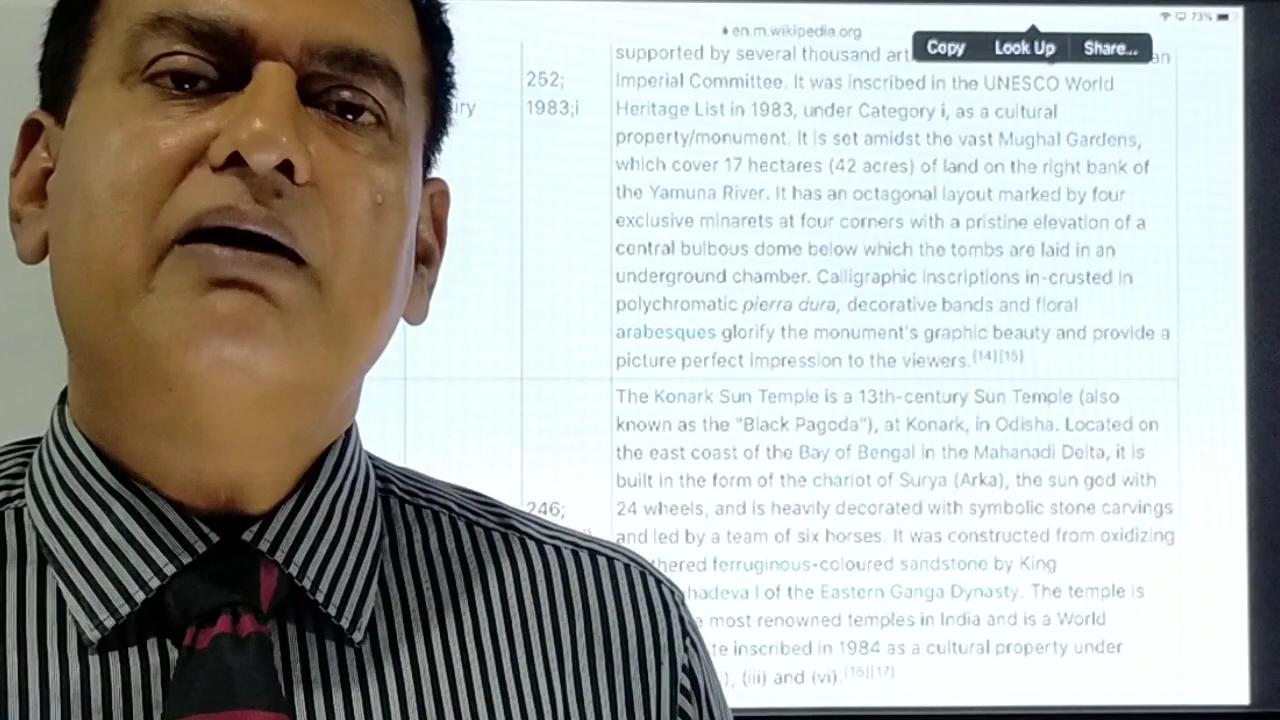 73%
en.m.wikipedia.org
Copy Look Up Share...
supported by several thousand
Imperial Committee. It was inscribed in the UNESCO World
252;
1983;i
Heritage List in 1983, under Category i, as a cultural
property/monument. It is set amidst the vast Mughal Gardens,
which cover 17 hectares (42 acres) of land on the right bank of
the Yamuna River. It has an octagonal layout marked by four
exclusive minarets at four corners with a pristine elevation of a
central bulbous dome below which the tombs are laid in an
underground chamber. Calligraphic inscriptions in-crusted in
polychromatic pierra dura, decorative bands and floral
arabesques glorify the monument's graphic beauty and provide a
picture perfect impression to the viewers.[14][15]
The Konark Sun Temple is a 13th-century Sun Temple (also
known as the "Black Pagoda"), at Konark, in Odisha. Located on
the east coast of the Bay of Bengal in the Mahanadi Delta, it is
built in the form of the chariot of Surya (Arka), the sun god with
246;
24 wheels, and is heavily decorated with symbolic stone carvings
and led by a team of six horses. It was constructed from oxidizing
hered ferruginous-coloured sandstone by King
hadeva I of the Eastern Ganga Dynasty. The temple is
most renowned temples in India and is a World
te inscribed in 1984 as a cultural property under
), (iii) and (vi).[16][17]